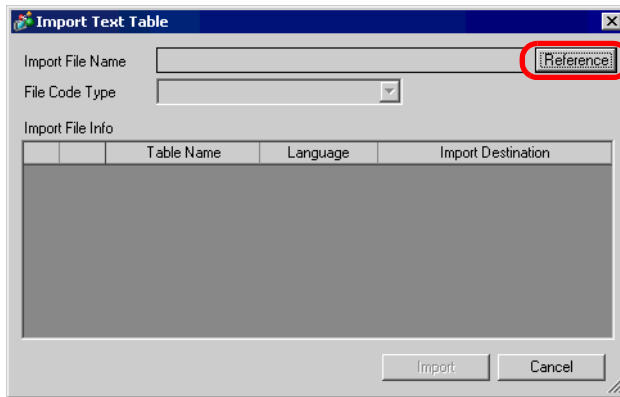 Import Text Table
Import File Name Reference
File Code Type
Import File Info
Table Name Language Import Destination
Import Cancel